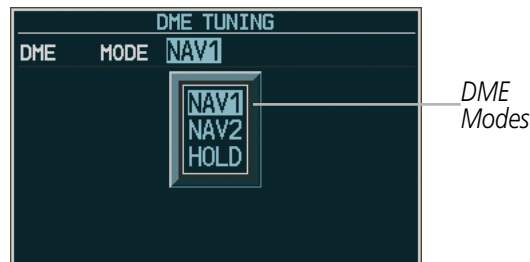 DME TUNING
DME MODE NAV1
NAV1
NAV2
HOLD
DME
Modes